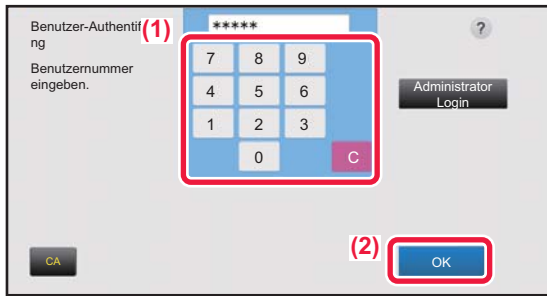 Benutzer-Authentif
ng
(1)
*****
?
Benutzernummer
eingeben.
7 8 9
4 5 6
1 2 3
0 C
Administrator
Login
(2)
CA
OK